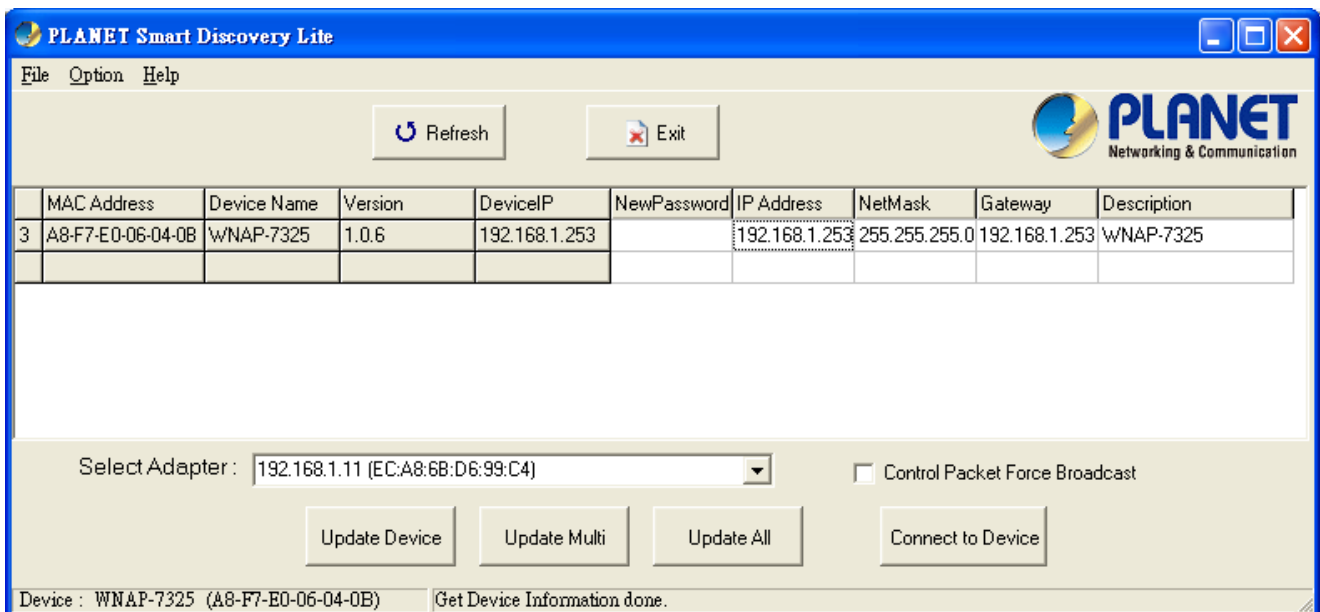 PLANET Smart Discovery Lite
File Option Help
Refresh Exit
PLANET
Networking & Communication
MAC Address Device Name Version DeviceIP NewPassword IP Address NetMask Gateway Description
3 A8-F7-E0-06-04-0B WNAP-7325 1.0.6 192.168.1.253 192.168.1.253 255.255.255.0 192.168.1.253 WNAP-7325
Select Adapter : 192.168.1.11 (EC:A8:6B:D6:99:C4) Control Packet Force Broadcast
Update Device Update Multi Update All Connect to Device
Device : WNAP-7325 (A8-F7-E0-06-04-0B) Get Device Information done.